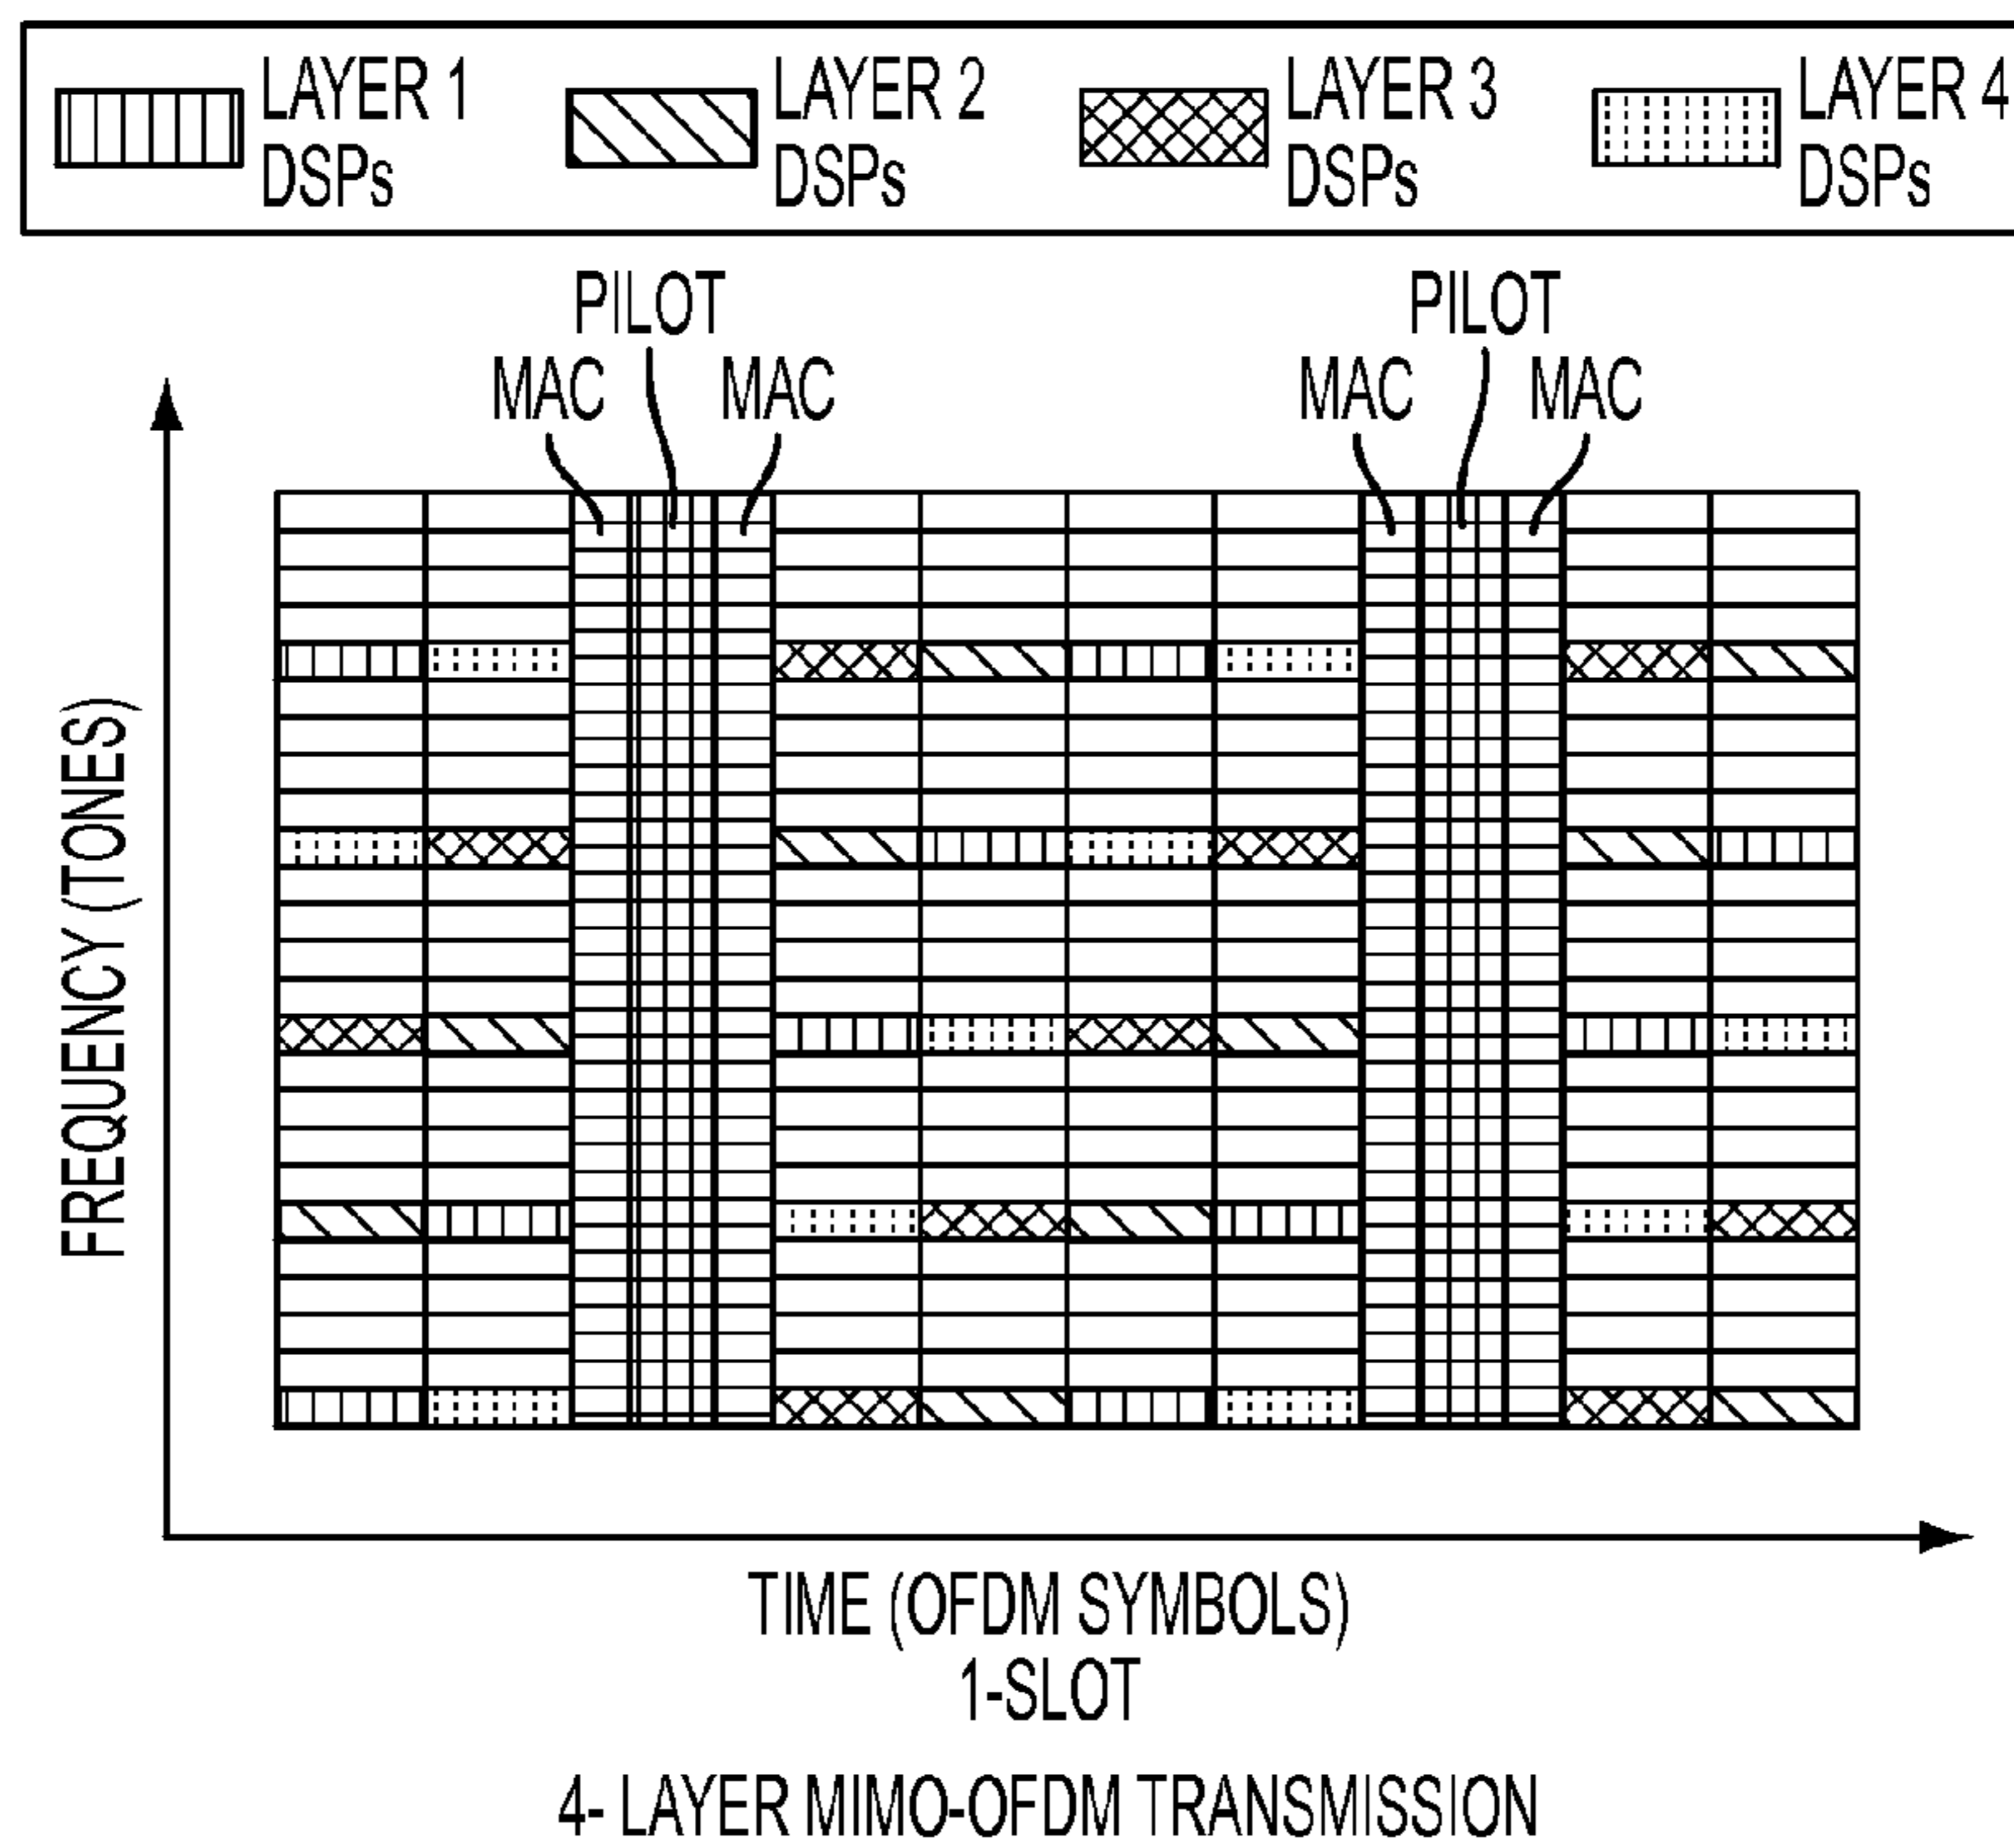 LAYER 1 DSPs
LAYER 2 DSPs
LAYER 3 DSPs
LAYER 4 DSPs
PILOT
MAC
MAC
PILOT
MAC
MAC
FREQUENCY (TONES)
TIME (OFDM SYMBOLS)
1-SLOT
4- LAYER MIMO-OFDM TRANSMISSION